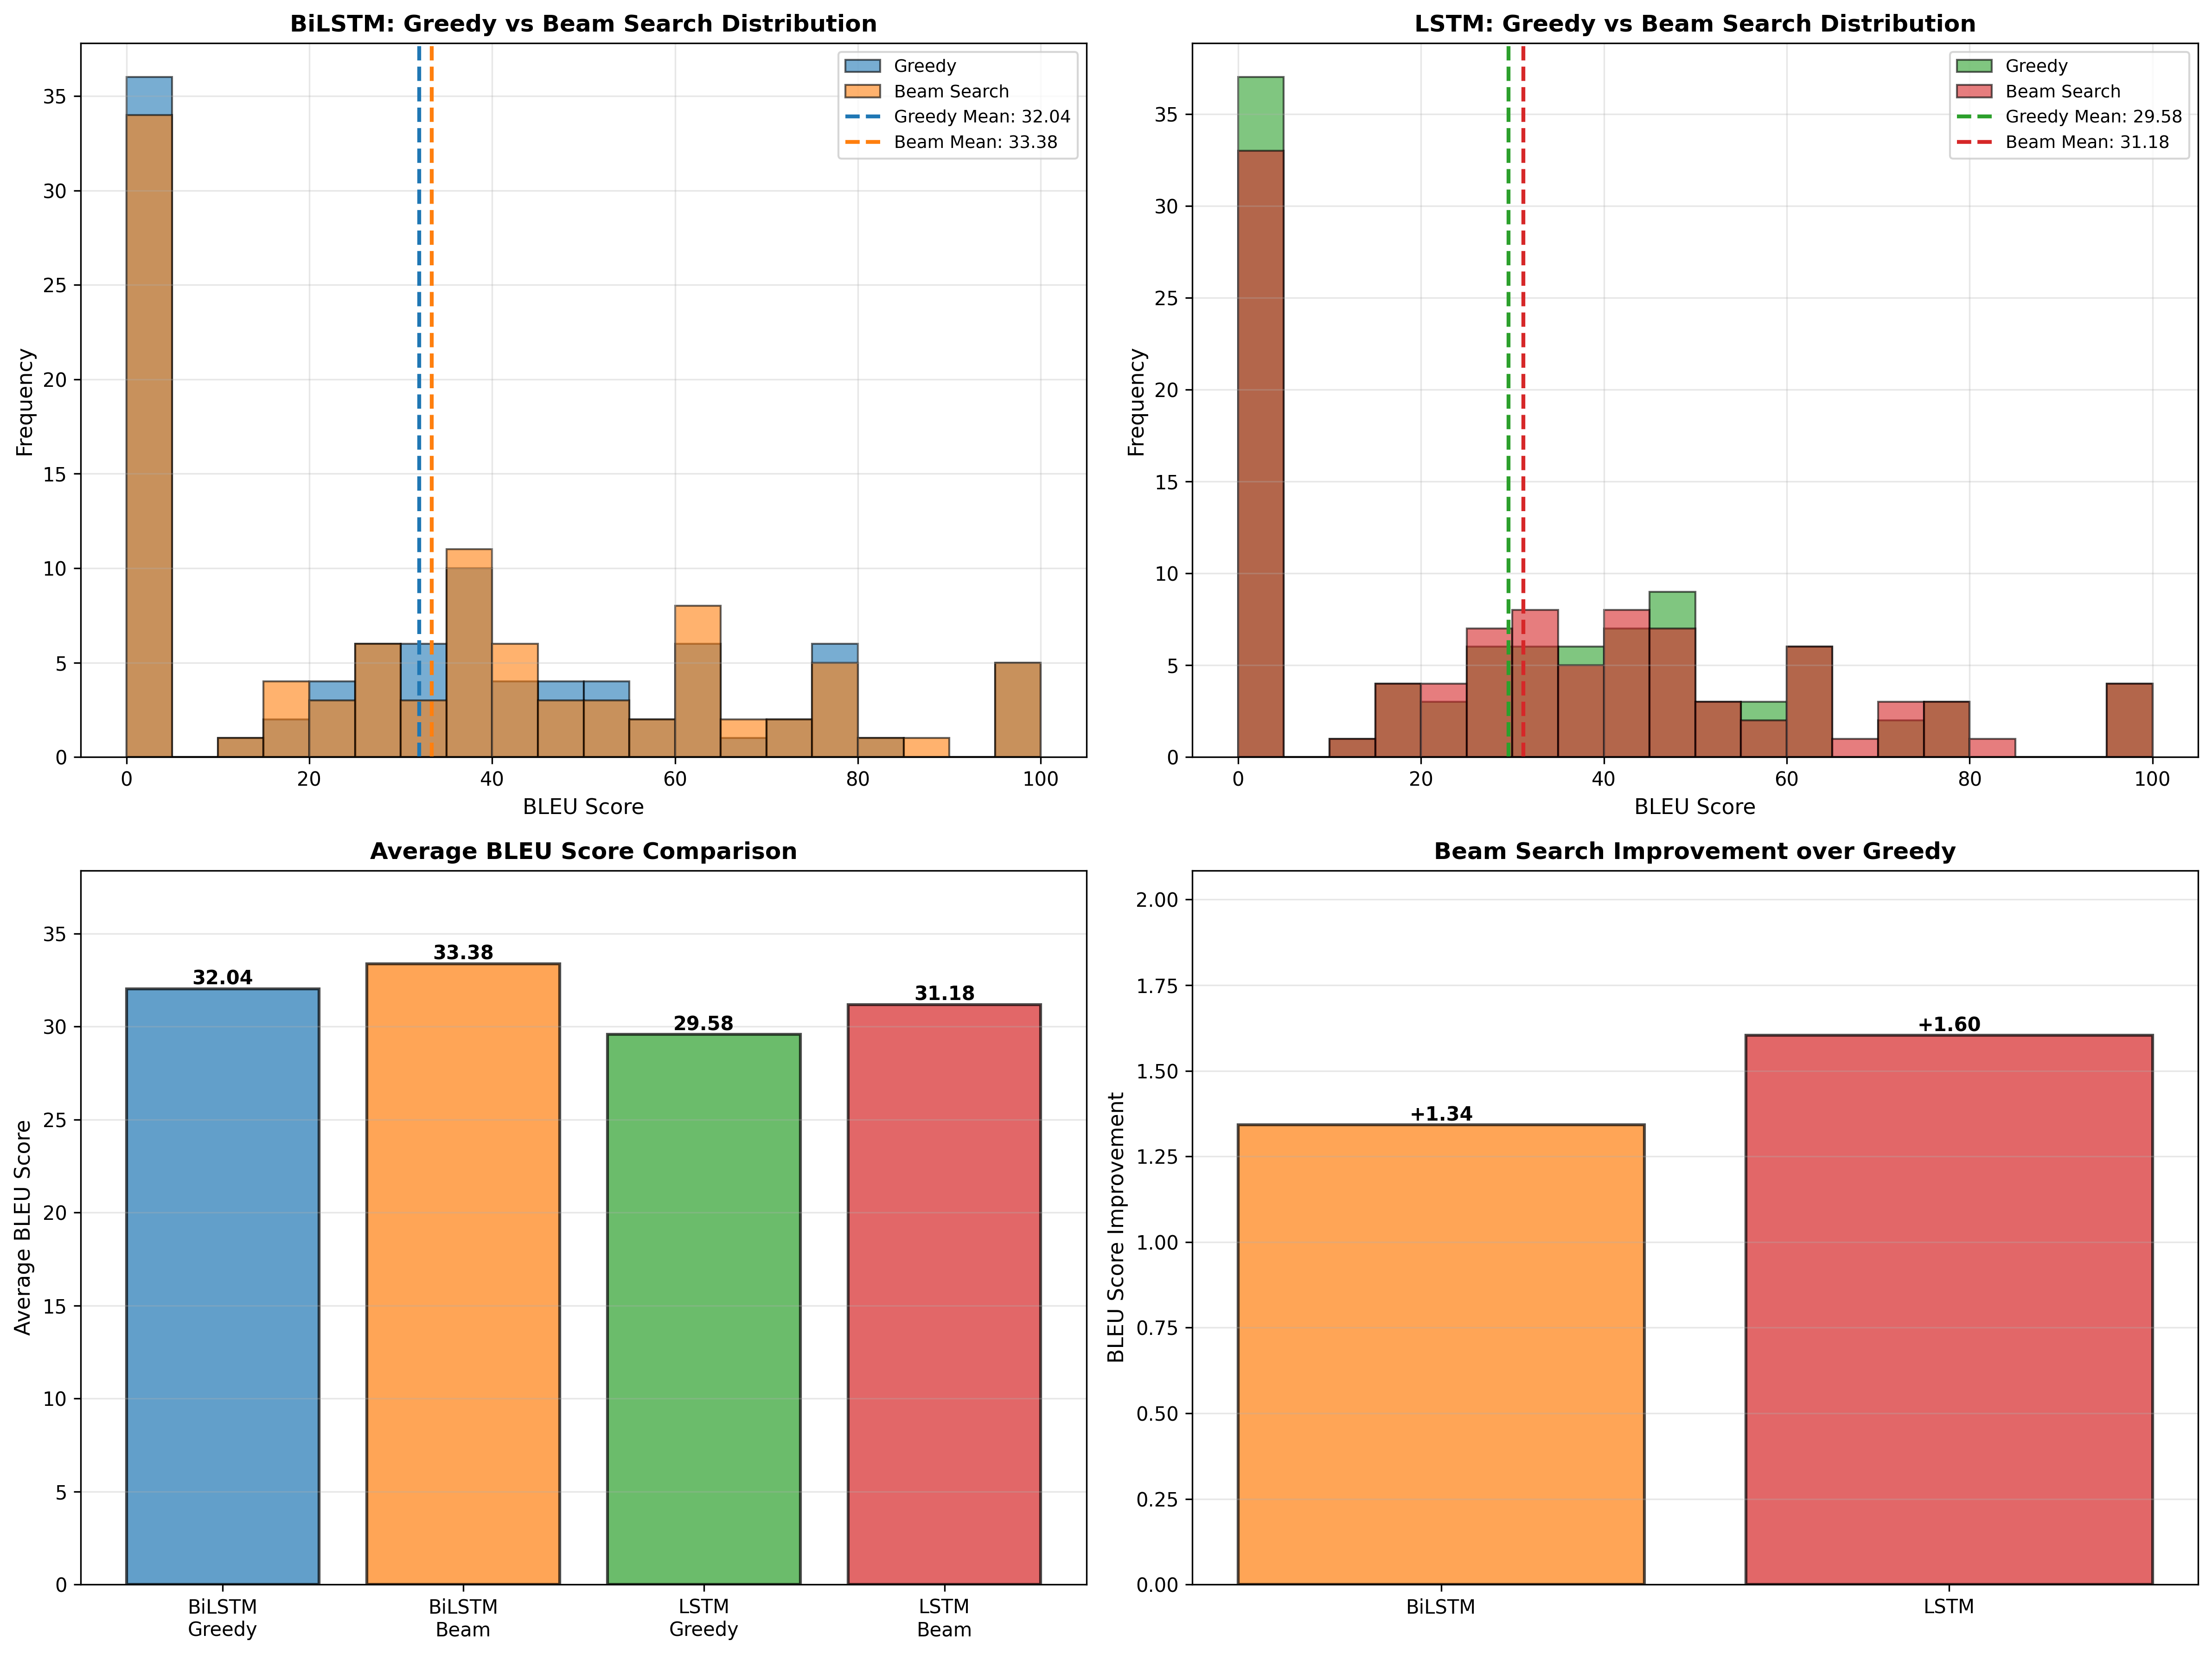 BiLSTM: Greedy vs Beam Search Distribution
Greedy
Beam Search
Greedy Mean: 32.04
Beam Mean: 33.38
Frequency
35
30
25
20
15
10
5
0
0 20 40 60 80 100
BLEU Score
LSTM: Greedy vs Beam Search Distribution
Greedy
Beam Search
Greedy Mean: 29.58
Beam Mean: 31.18
Frequency
35
30
25
20
15
10
5
0
0 20 40 60 80 100
BLEU Score
Average BLEU Score Comparison
Average BLEU Score
35
30
25
20
15
10
5
0
32.04
33.38
29.58
31.18
BiLSTM BiLSTM LSTM LSTM
Greedy Beam Greedy Beam
Beam Search Improvement over Greedy
BLEU Score Improvement
2.00
1.75
1.50
1.25
1.00
0.75
0.50
0.25
0.00
+1.34
+1.60
BiLSTM LSTM